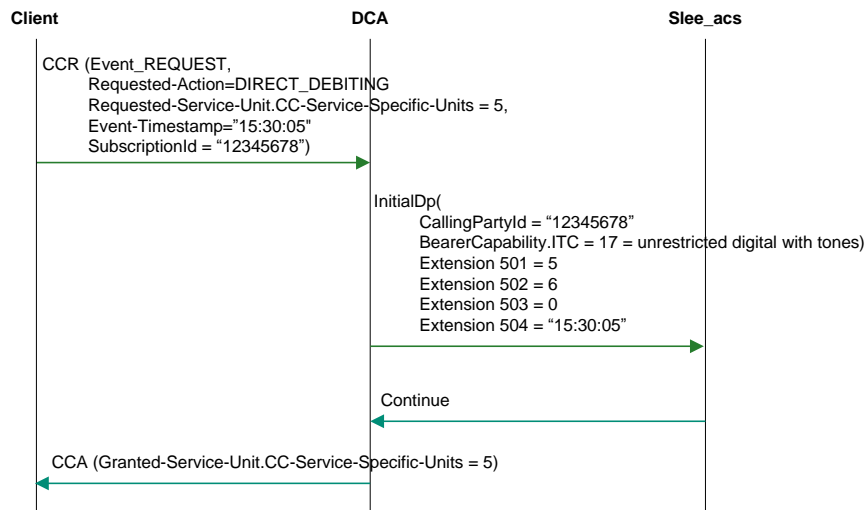 Client DCA Slee_acs
CCR (Event_REQUEST,
Requested-Action=DIRECT_DEBITING
Requested-Service-Unit.CC-Service-Specific-Units = 5,
Event-Timestamp=”15:30:05"
SubscriptionId = “12345678”)
InitialDp(
CallingPartyId = “12345678”
BearerCapability.ITC = 17 = unrestricted digital with tones)
Extension 501 = 5
Extension 502 = 6
Extension 503 = 0
Extension 504 = “15:30:05”
Continue
CCA (Granted-Service-Unit.CC-Service-Specific-Units = 5)